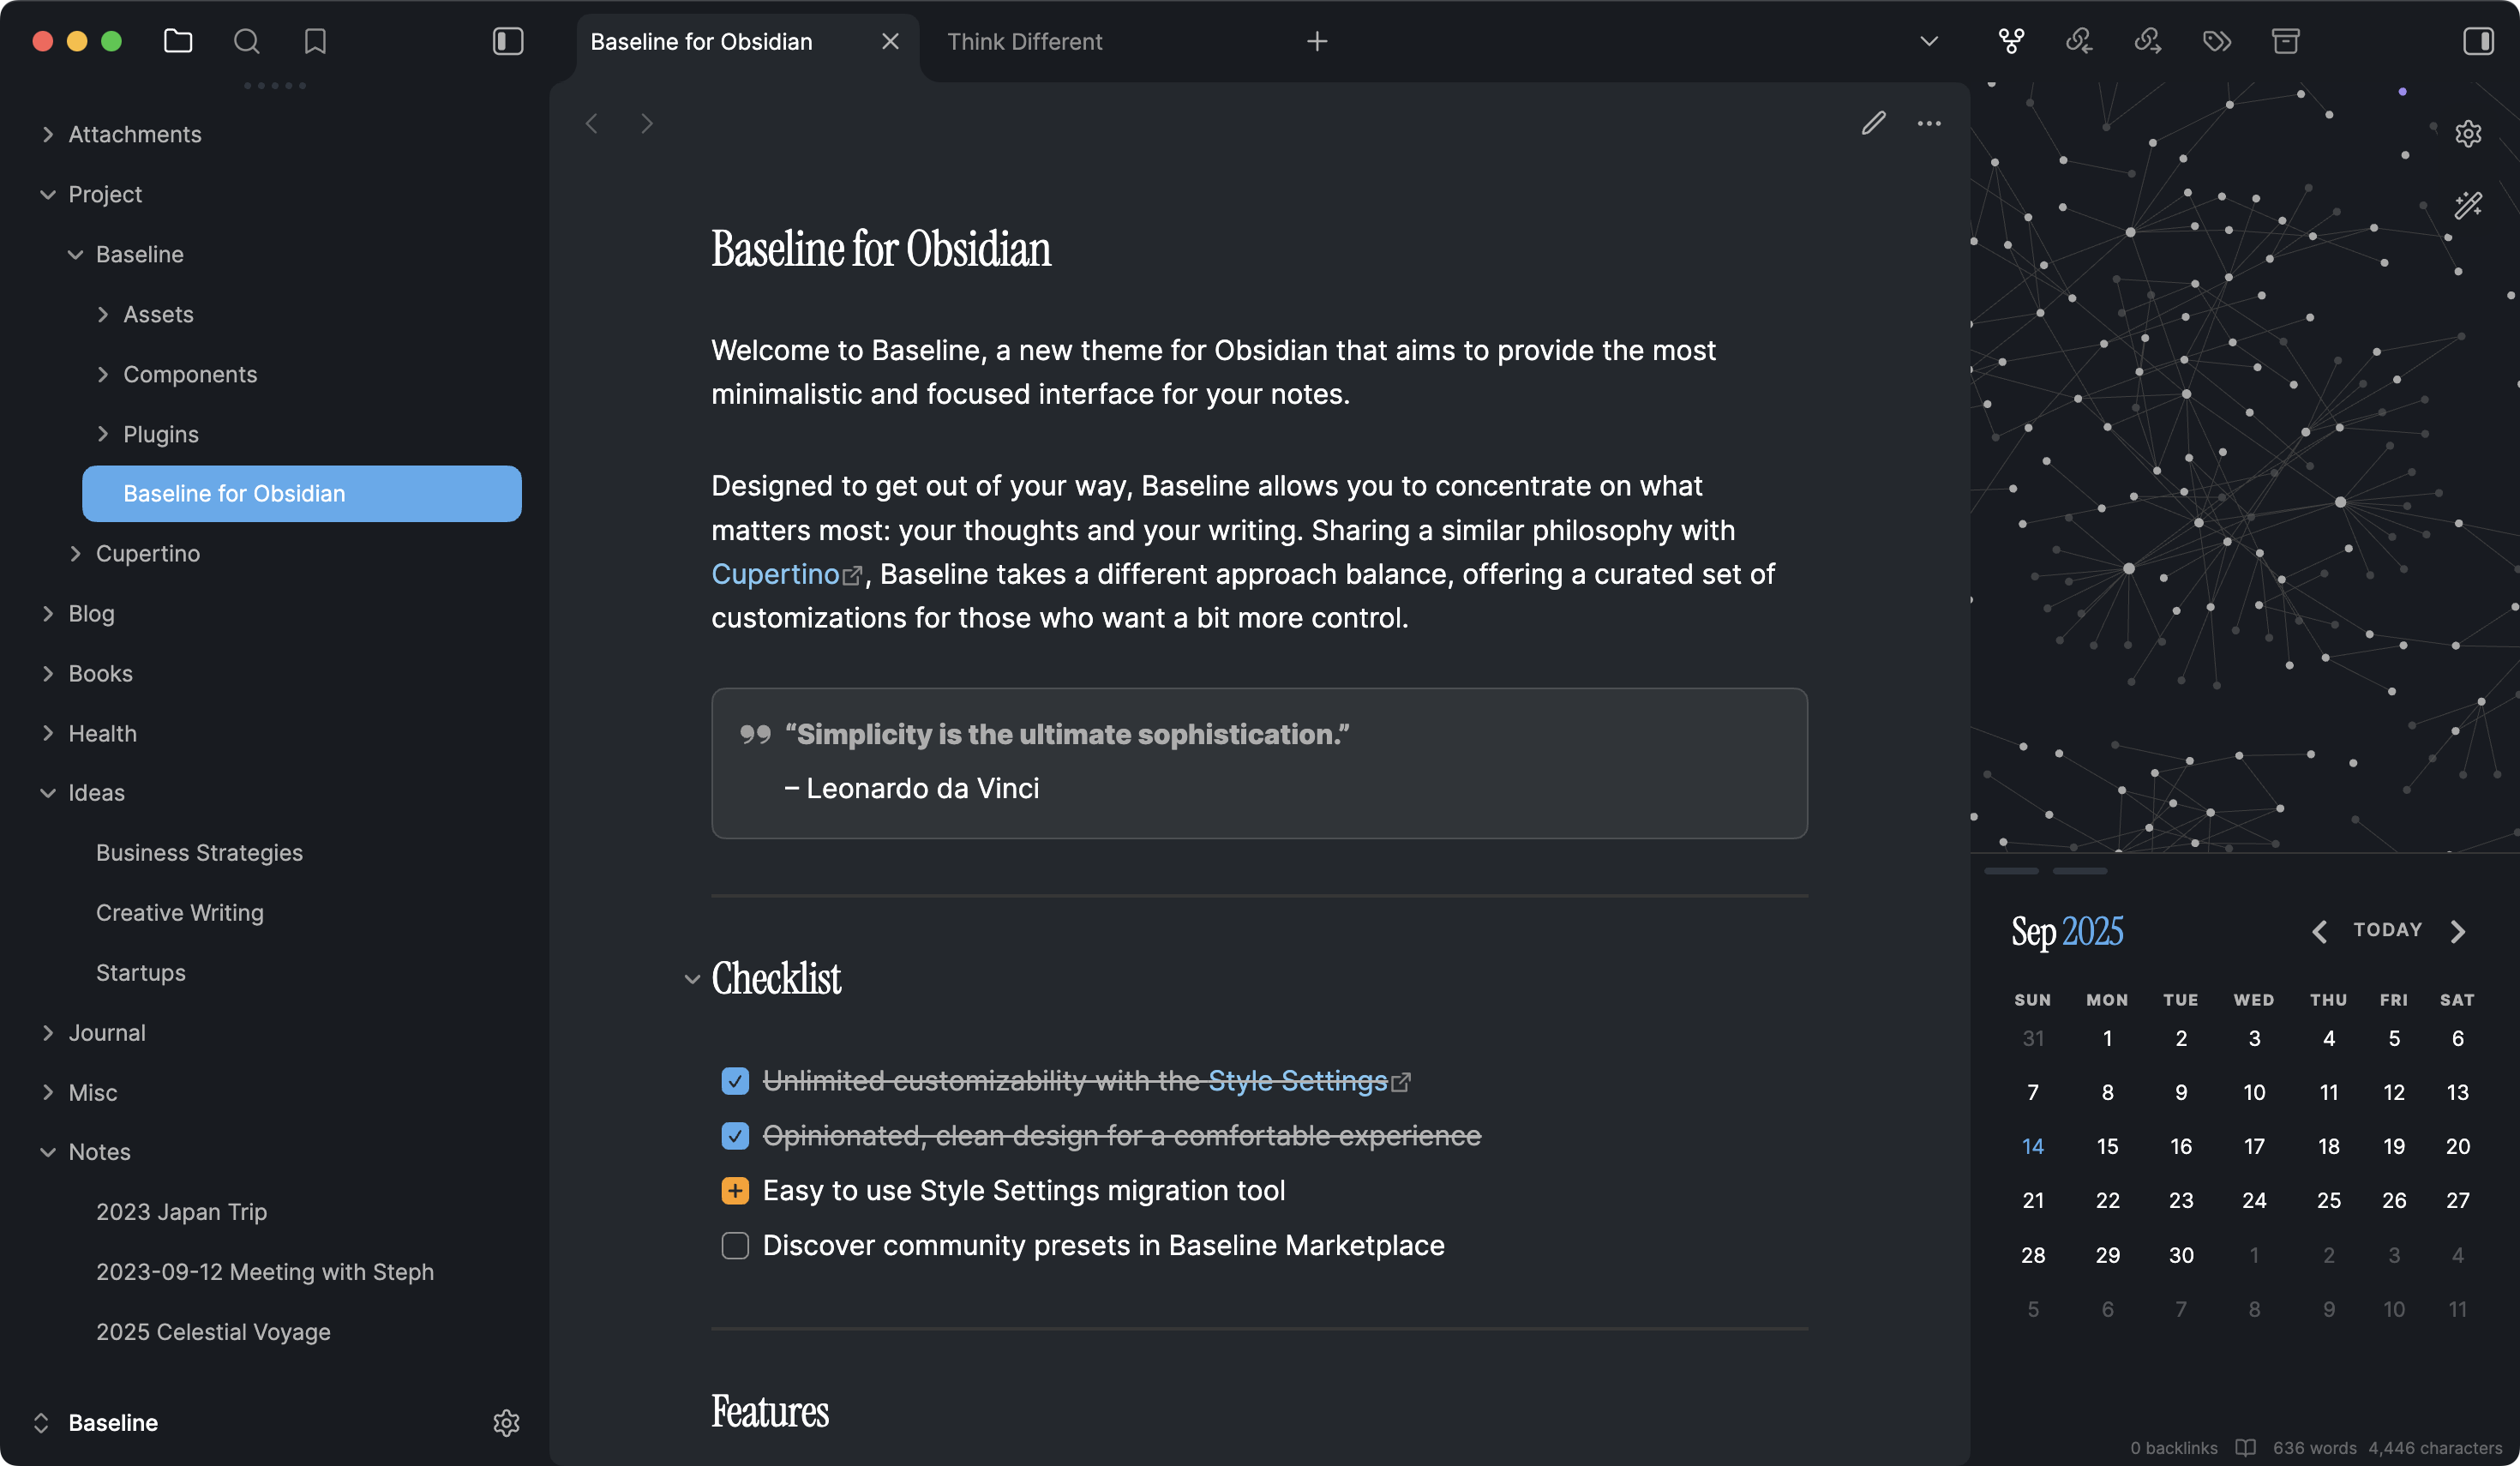 Attachments
Project
Baseline
Assets
Components
Plugins
Baseline for Obsidian
Cupertino
Blog
Books
Health
Ideas
Business Strategies
Creative Writing
Startups
Journal
Misc
Notes
2023 Japan Trip
2023-09-12 Meeting with Steph
2025 Celestial Voyage
Baseline
Baseline for Obsidian
Think Different
Baseline for Obsidian
Welcome to Baseline, a new theme for Obsidian that aims to provide the most
minimalistic and focused interface for your notes.
Designed to get out of your way, Baseline allows you to concentrate on what
matters most: your thoughts and your writing. Sharing a similar philosophy with
Cupertino, Baseline takes a different approach balance, offering a curated set of
customizations for those who want a bit more control.
“Simplicity is the ultimate sophistication.”
– Leonardo da Vinci
Checklist
Unlimited customizability with the Style Settings
Opinionated, clean design for a comfortable experience
Easy to use Style Settings migration tool
Discover community presets in Baseline Marketplace
Features
Sep 2025 TODAY
SUN MON TUE WED THU FRI SAT
31 1 2 3 4 5 6
7 8 9 10 11 12 13
14 15 16 17 18 19 20
21 22 23 24 25 26 27
28 29 30 1 2 3 4
5 6 7 8 9 10 11
0 backlinks 636 words 4,446 characters